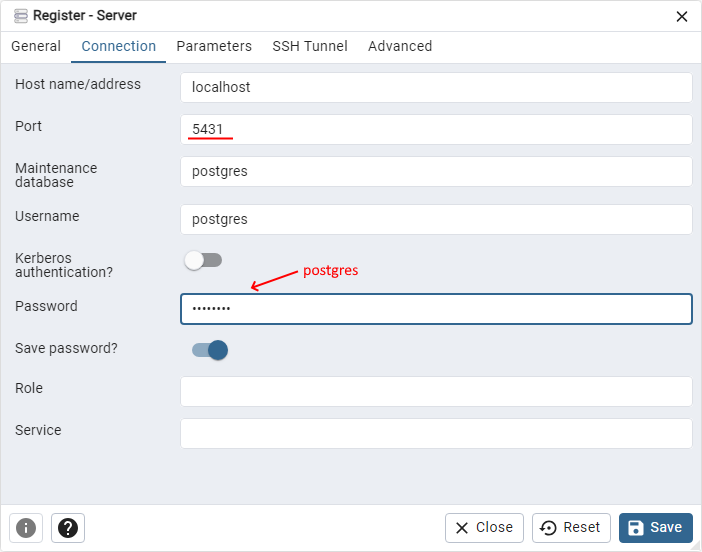 Register - Server
General Connection Parameters SSH Tunnel Advanced
Host name/address localhost
Port 5431
Maintenance
database postgres
Username postgres
Kerberos
authentication?
postgres
Password ••••••••
Save password?
Role
Service
Close Reset Save